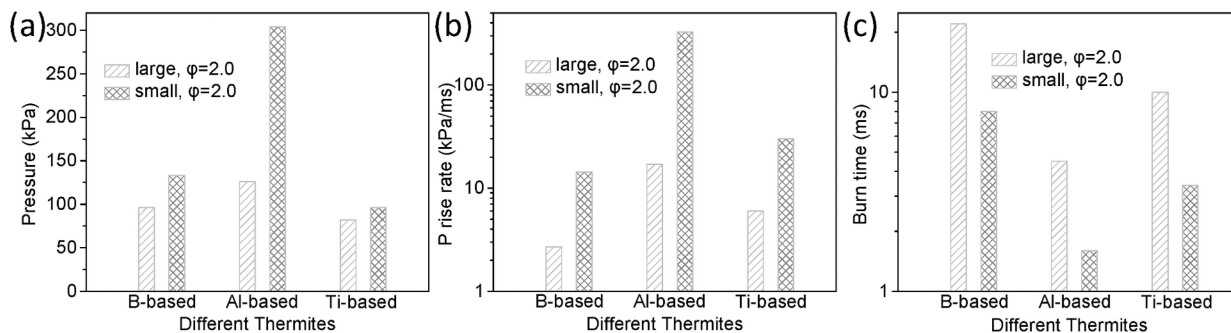 (a)
300
250
200
150
100
50
0
Pressure (kPa)
large, φ=2.0
small, φ=2.0
B-based Al-based Ti-based
Different Thermites
(b)
100
10
1
P rise rate (kPa/ms)
large, φ=2.0
small, φ=2.0
B-based Al-based Ti-based
Different Thermites
(c)
10
1
Burn time (ms)
large, φ=2.0
small, φ=2.0
B-based Al-based Ti-based
Different Thermites